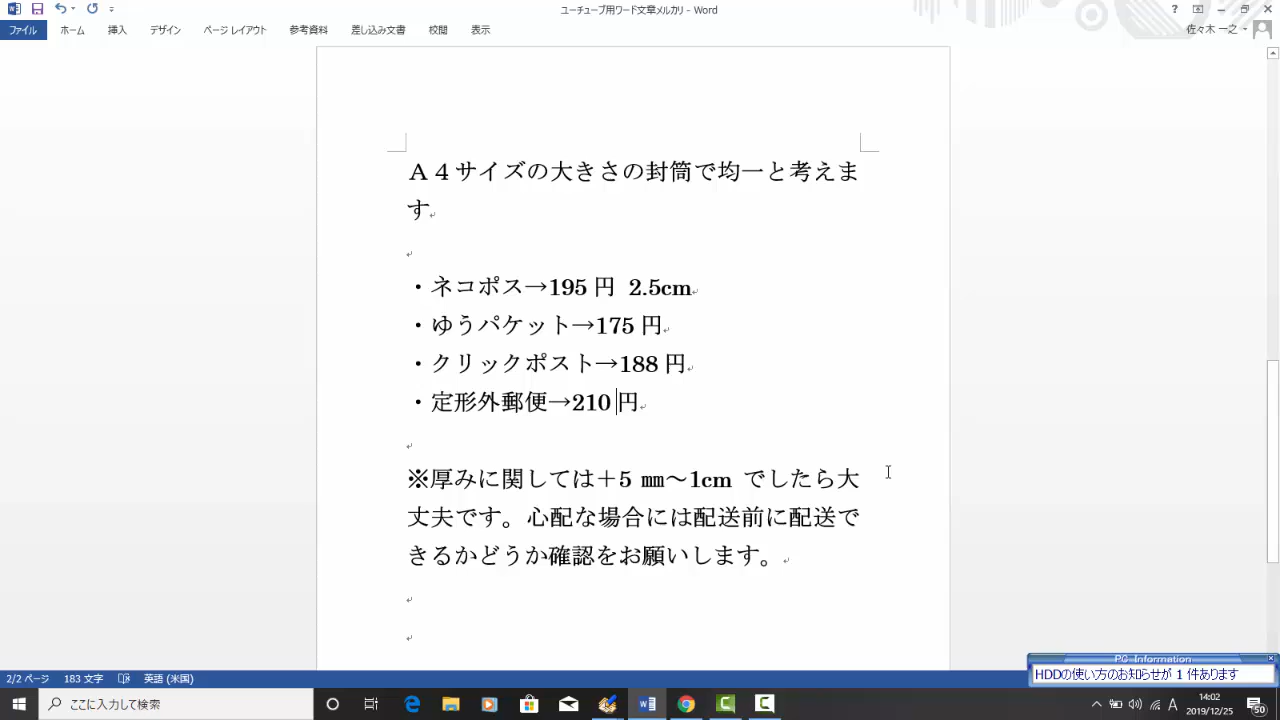 ユーチューブ用ワード文章メルカリ - Word
ファイル ホーム 挿入 デザイン ページ レイアウト 参考資料 差し込み文書 校閲 表示 佐々木 一之
A４サイズの大きさの封筒で均一と考えま
す
・ネコポス→195 円 2.5cm
・ゆうパケット→175 円
・クリックポスト→188 円
・定形外郵便→210 円
※厚みに関しては＋5 ㎜～1cm でしたら大
丈夫です。心配な場合には配送前に配送で
きるかどうか確認をお願いします。
PC Information
HDDの使い方のお知らせが 1 件あります
2/2 ページ 183 文字 英語 (米国)
ここに入力して検索
A
14:02
2019/12/25
50